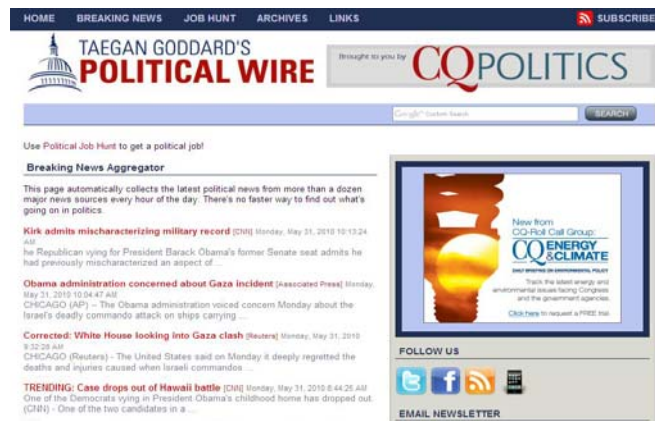 HOME BREAKING NEWS JOB HUNT ARCHIVES LINKS SUBSCRIBE
TAEGAN GODDARD'S
POLITICAL WIRE
Brought to you by CQPOLITICS
Google™ Custom Search SEARCH
Use Political Job Hunt to get a political job!
Breaking News Aggregator
This page automatically collects the latest political news from more than a dozen
major news sources every hour of the day. There's no faster way to find out what's
going on in politics.
Kirk admits mischaracterizing military record [CNN] Monday, May 31, 2010 10:13:24
AM
he Republican vying for President Barack Obama's former Senate seat admits he
had previously mischaracterized an aspect of ...
Obama administration concerned about Gaza incident [Associated Press] Monday,
May 31, 2010 10:04:47 AM
CHICAGO (AP) – The Obama administration voiced concern Monday about the
Israel's deadly commando attack on ships carrying ...
Corrected: White House looking into Gaza clash [Reuters] Monday, May 31, 2010
9:32:28 AM
CHICAGO (Reuters) - The United States said on Monday it deeply regretted the
deaths and injuries caused when Israeli commandos ...
TRENDING: Case drops out of Hawaii battle [CNN] Monday, May 31, 2010 8:44:25 AM
One of the Democrats vying in President Obama's childhood home has dropped out.
(CNN) - One of the two candidates in a ...
New from
CQ-Roll Call Group:
CQ ENERGY
&CLIMATE
DAILY BRIEFING ON ENVIRONMENTAL POLICY
Track the latest energy and
environmental issues facing Congress
and the government agencies.
Click here to request a FREE trial.
FOLLOW US
EMAIL NEWSLETTER